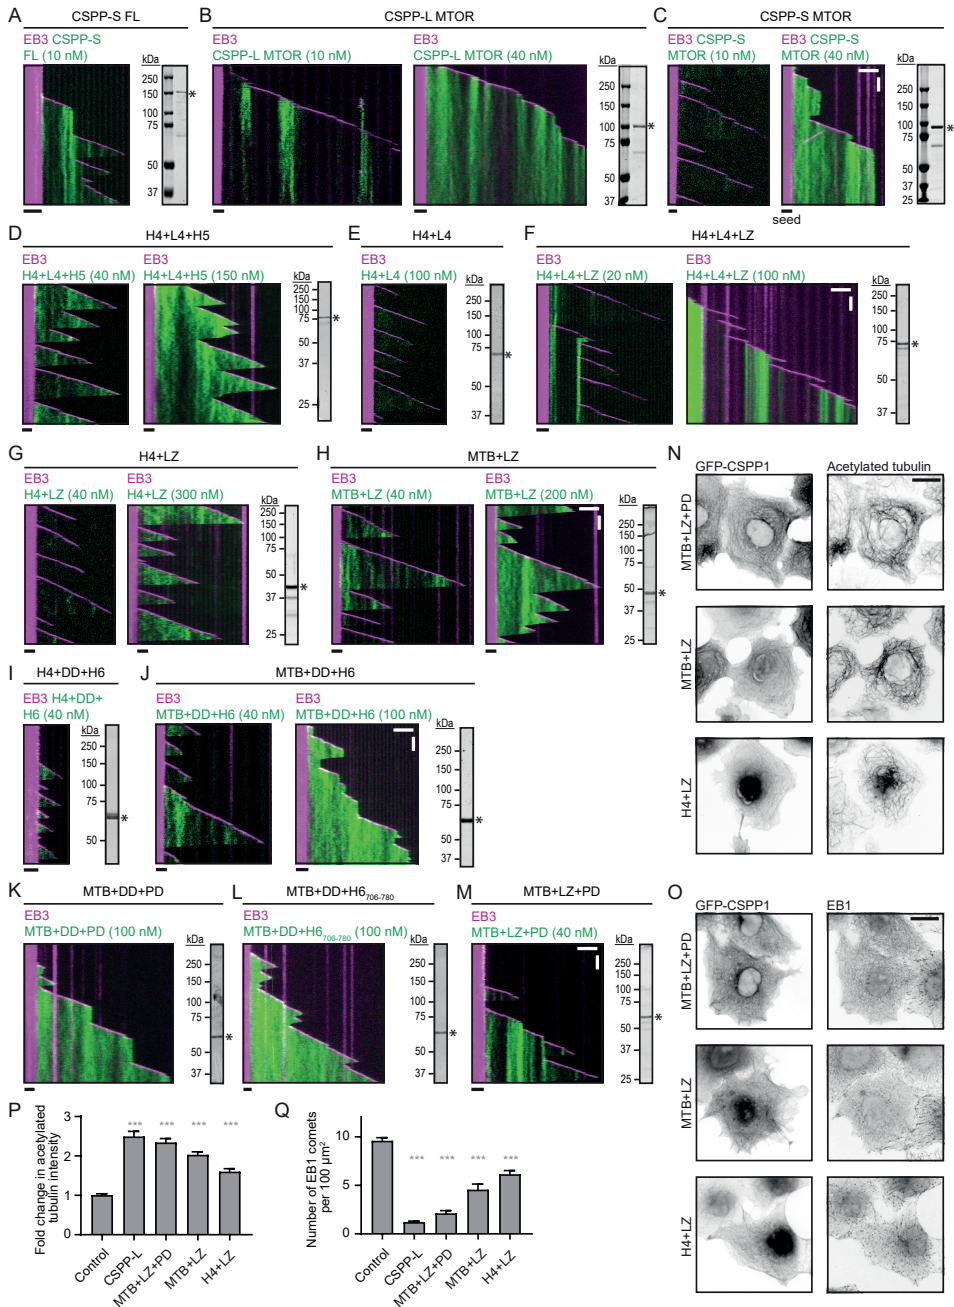 A
CSPP-S FL
EB3 CSPP-S
FL (10 nM)
kDa
250
150
100
75
50
37
*
B
CSPP-L MTOR
EB3
CSPP-L MTOR (10 nM)
EB3
CSPP-L MTOR (40 nM)
kDa
250
150
100
75
50
37
*
C
CSPP-S MTOR
EB3 CSPP-S
MTOR (10 nM)
EB3 CSPP-S
MTOR (40 nM)
kDa
250
150
100
75
50
37
25
*
seed
D
H4+L4+H5
EB3
H4+L4+H5 (40 nM)
EB3
H4+L4+H5 (150 nM)
kDa
250
150
100
75
50
37
25
*
E
H4+L4
EB3
H4+L4 (100 nM)
kDa
250
150
100
75
50
37
*
F
H4+L4+LZ
EB3
H4+L4+LZ (20 nM)
EB3
H4+L4+LZ (100 nM)
kDa
250
150
100
75
50
37
*
G
H4+LZ
EB3
H4+LZ (40 nM)
EB3
H4+LZ (300 nM)
kDa
250
150
100
75
50
37
25
*
H
MTB+LZ
EB3
MTB+LZ (40 nM)
EB3
MTB+LZ (200 nM)
kDa
250
150
100
75
50
37
25
*
I
H4+DD+H6
EB3 H4+DD+
H6 (40 nM)
kDa
250
150
100
75
50
*
J
MTB+DD+H6
EB3
MTB+DD+H6 (40 nM)
EB3
MTB+DD+H6 (100 nM)
kDa
250
150
100
75
50
37
*
K
MTB+DD+PD
EB3
MTB+DD+PD (100 nM)
kDa
250
150
100
75
50
37
*
L
MTB+DD+H6706-780
EB3
MTB+DD+H6706-780 (100 nM)
kDa
250
150
100
75
50
37
*
M
MTB+LZ+PD
EB3
MTB+LZ+PD (40 nM)
kDa
250
150
100
75
50
37
25
*
N
GFP-CSPP1
Acetylated tubulin
MTB+LZ+PD
MTB+LZ
H4+LZ
O
GFP-CSPP1
EB1
MTB+LZ+PD
MTB+LZ
H4+LZ
P
Fold change in acetylated
tubulin intensity
3
2
1
0
*** *** *** ***
Control
CSPP-L
MTB+LZ+PD
MTB+LZ
H4+LZ
Q
Number of EB1 comets
per 100 μm²
10
5
0
*** *** *** ***
Control
CSPP-L
MTB+LZ+PD
MTB+LZ
H4+LZ